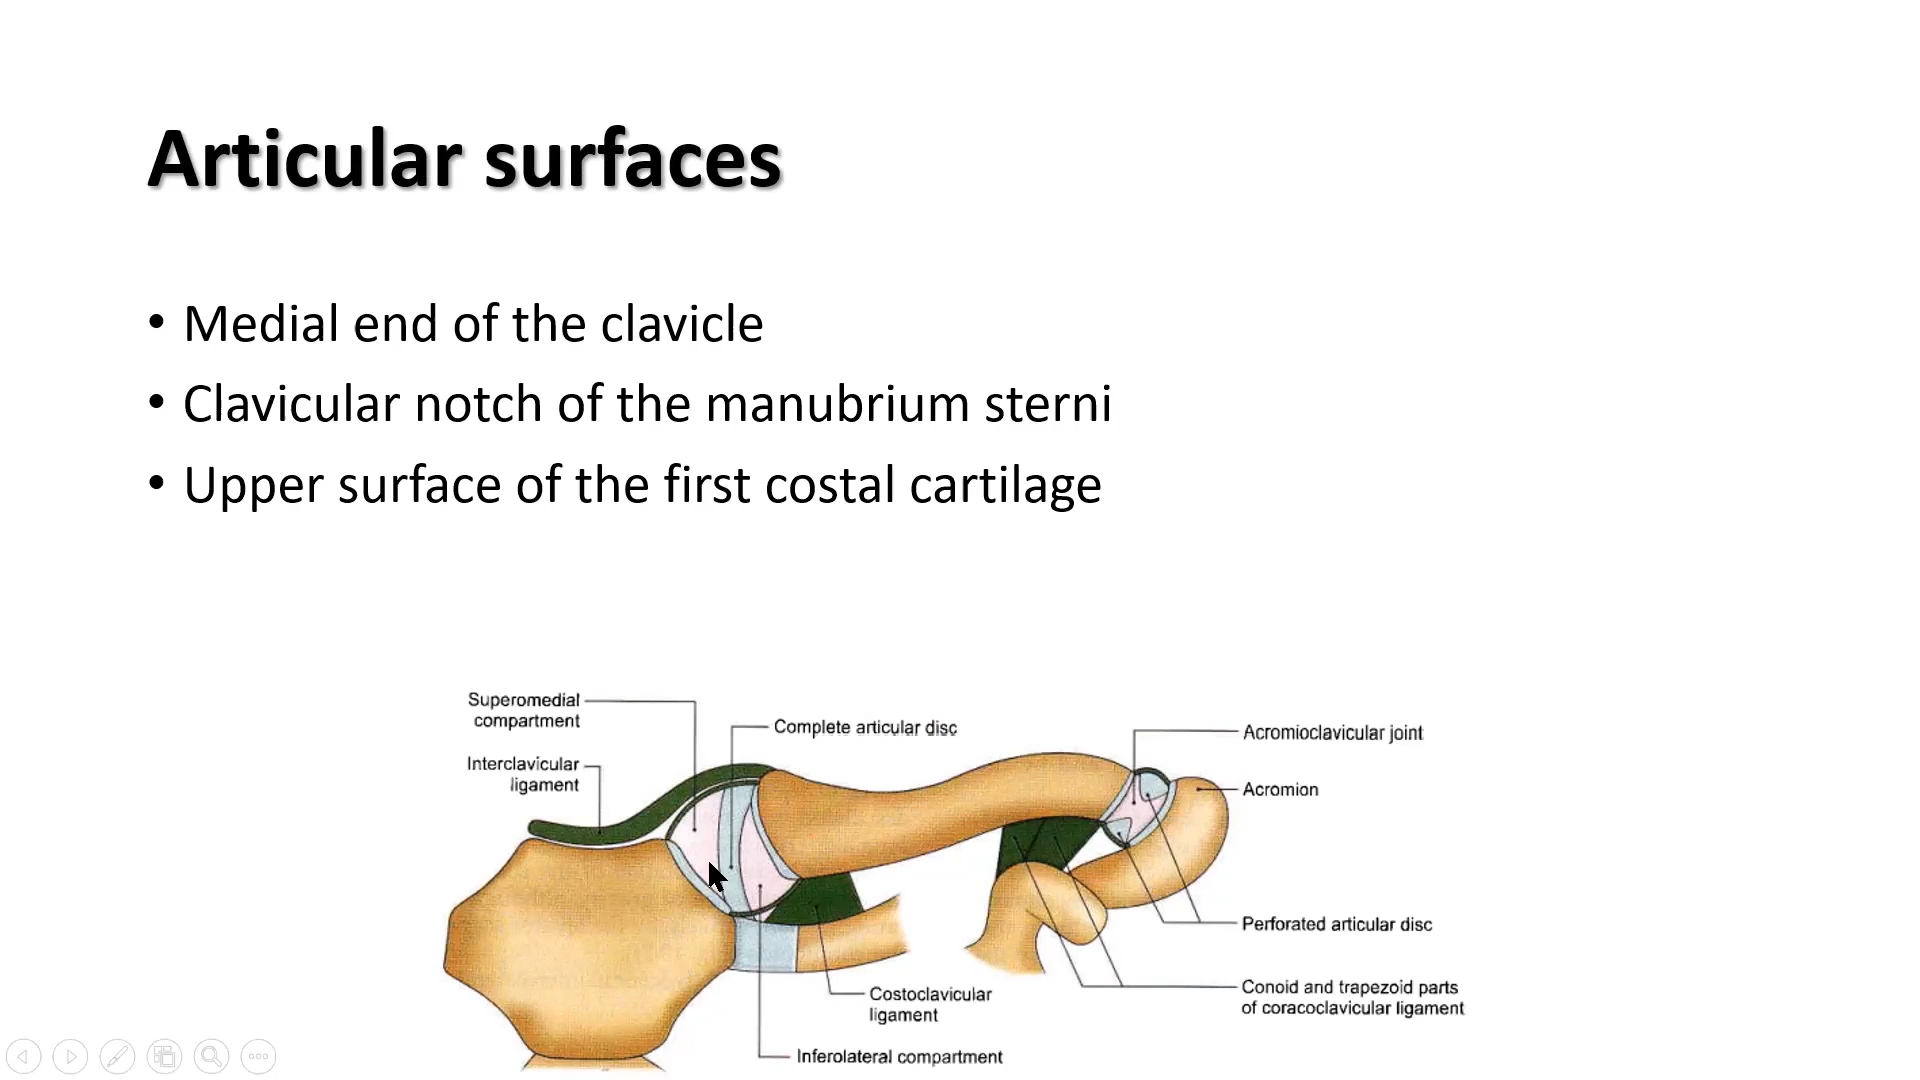 Articular surfaces
• Medial end of the clavicle
• Clavicular notch of the manubrium sterni
• Upper surface of the first costal cartilage
Superomedial
compartment
Complete articular disc
Acromioclavicular joint
Interclavicular
ligament
Acromion
Perforated articular disc
Costoclavicular
ligament
Conoid and trapezoid parts
of coracoclavicular ligament
Inferolateral compartment